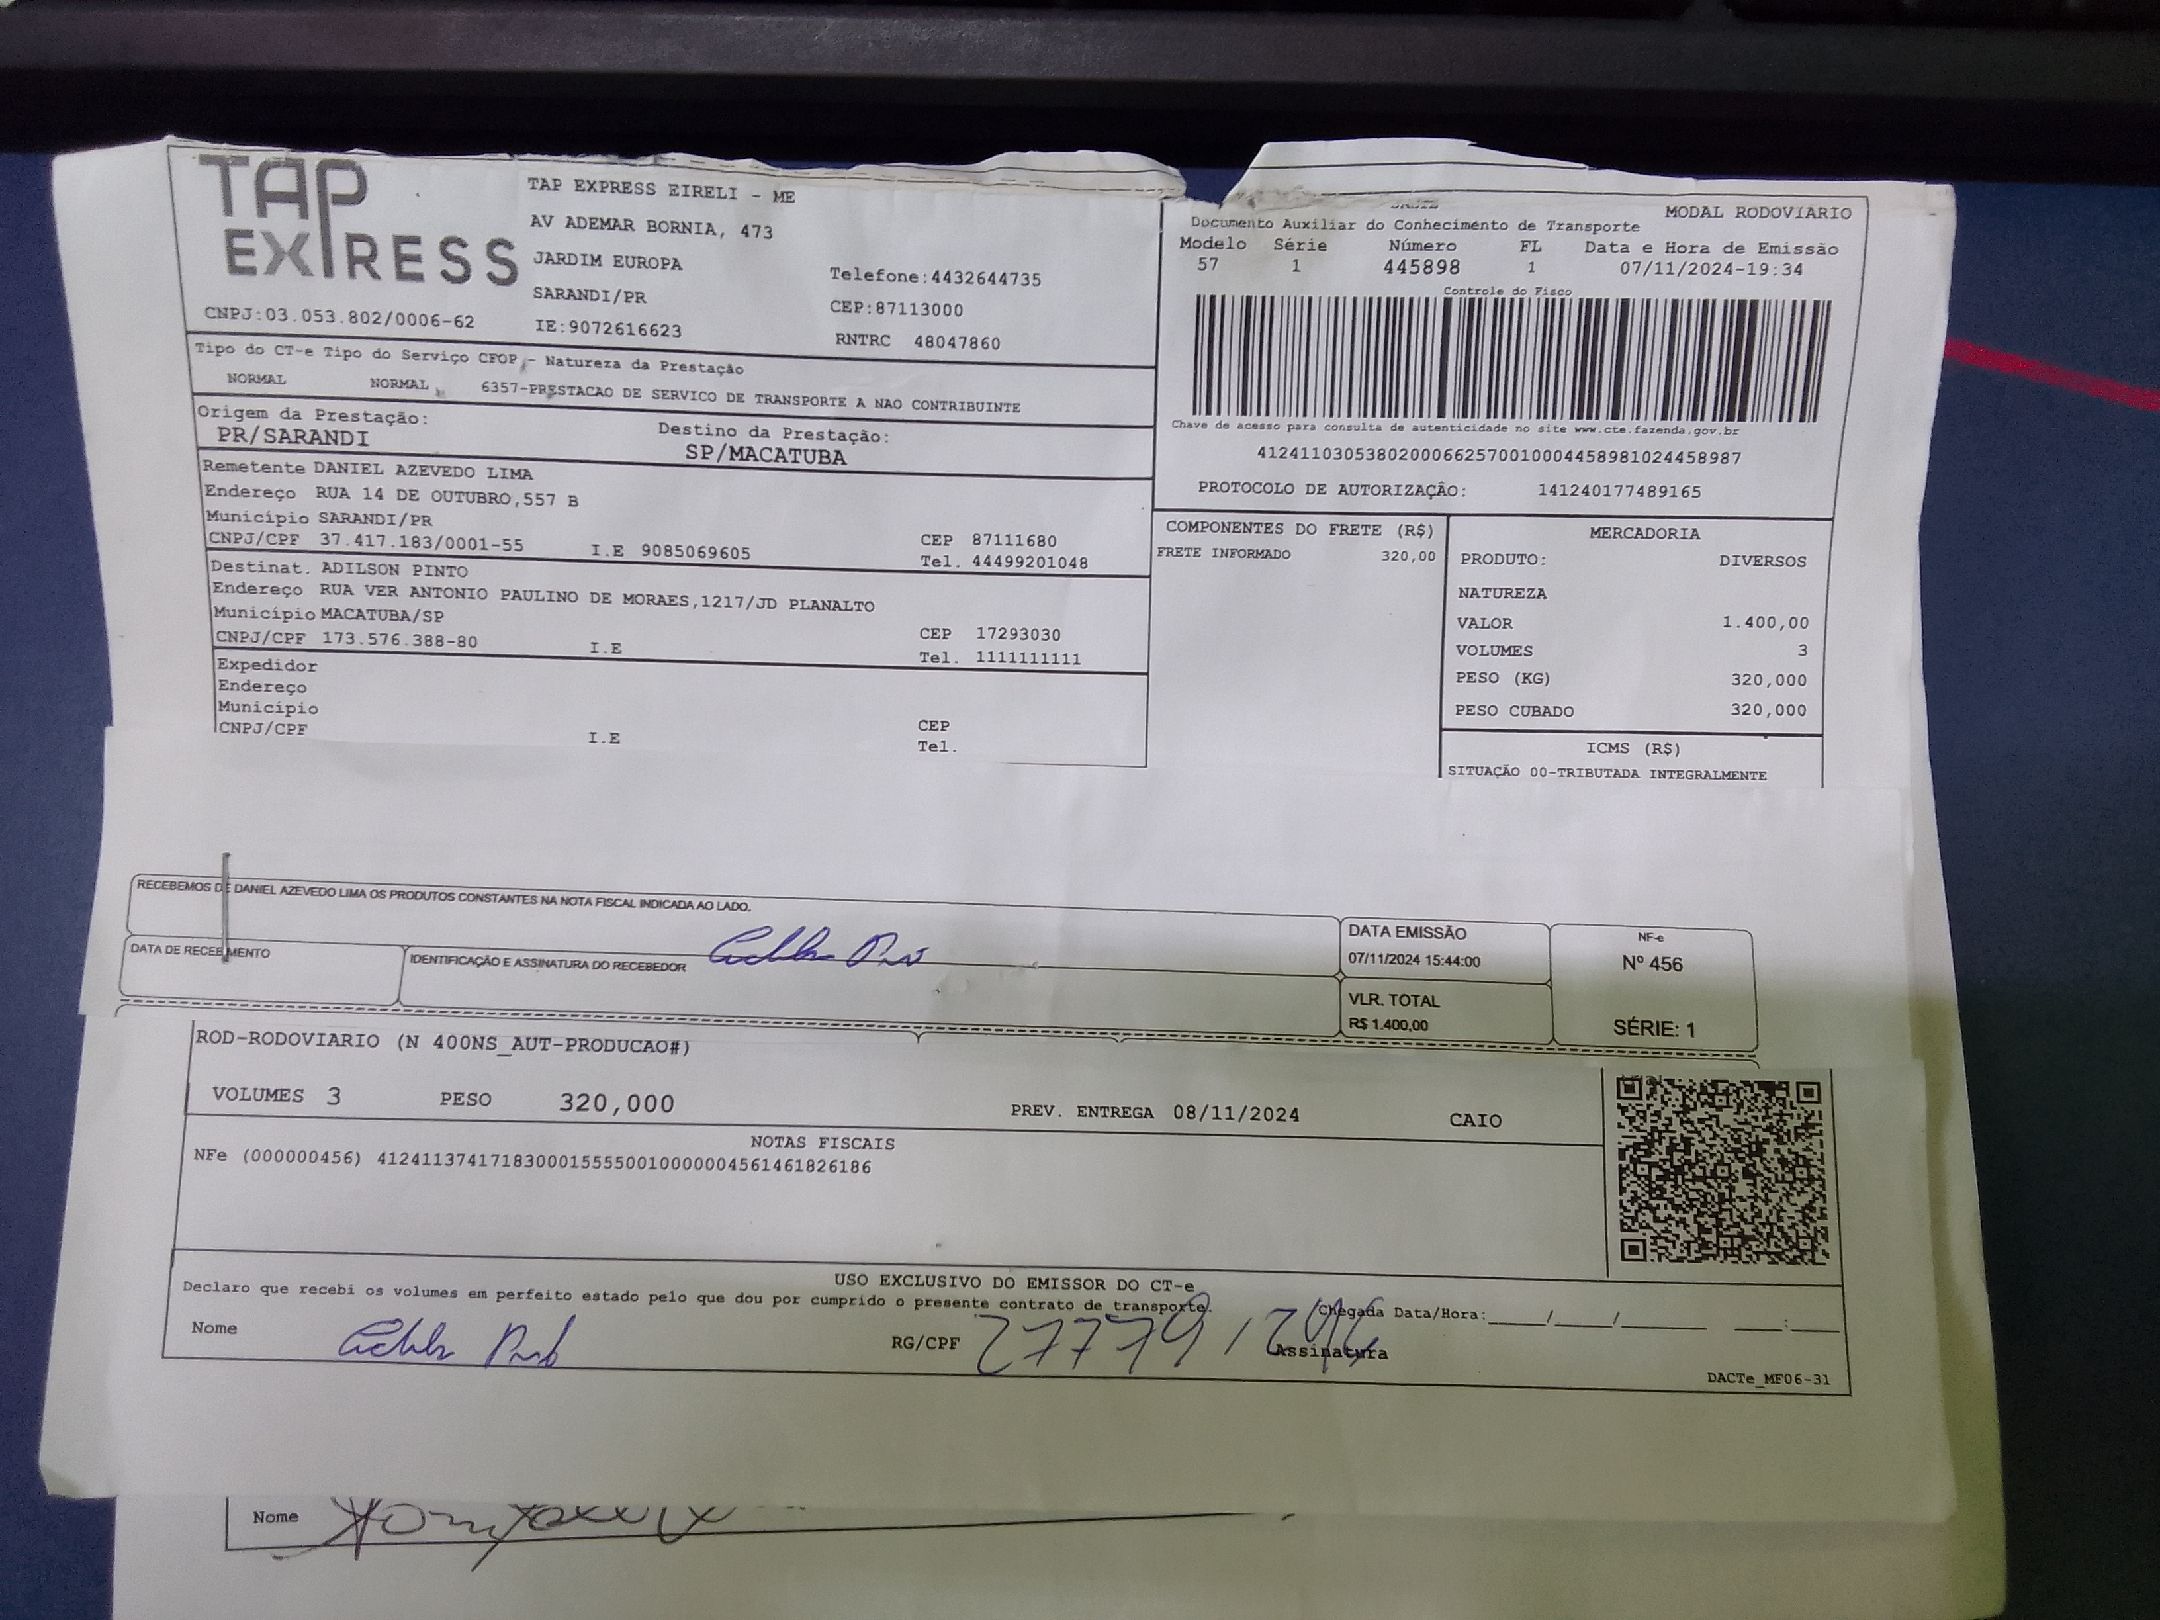 TAP EXPRESS
TAP EXPRESS EIRELI - ME
AV ADEMAR BORNIA, 473
JARDIM EUROPA
SARANDI/PR
IE:9072616623
Telefone:4432644735
CEP:87113000
RNTRC 48047860
CNPJ:03.053.802/0006-62
MODAL RODOVIARIO
Documento Auxiliar do Conhecimento de Transporte
Modelo Série Número FL Data e Hora de Emissão
57 1 445898 1 07/11/2024-19:34
Controle do Fisco
Chave de acesso para consulta de autenticidade no site www.cte.fazenda.gov.br
41241103053802000662570010004458981024458987
PROTOCOLO DE AUTORIZAÇÂO: 141240177489165
Tipo do CT-e Tipo do Serviço CFOP - Natureza da Prestação
NORMAL NORMAL 6357-PRESTACAO DE SERVICO DE TRANSPORTE A NAO CONTRIBUINTE
Origem da Prestação: Destino da Prestação:
PR/SARANDI SP/MACATUBA
Remetente DANIEL AZEVEDO LIMA
Endereço RUA 14 DE OUTUBRO,557 B
Município SARANDI/PR CEP 87111680
CNPJ/CPF 37.417.183/0001-55 I.E 9085069605 Tel. 44499201048
Destinat. ADILSON PINTO
Endereço RUA VER ANTONIO PAULINO DE MORAES,1217/JD PLANALTO
Município MACATUBA/SP CEP 17293030
CNPJ/CPF 173.576.388-80 I.E Tel. 1111111111
Expedidor
Endereço
Município CEP
CNPJ/CPF I.E Tel.
COMPONENTES DO FRETE (R$)
FRETE INFORMADO 320,00
MERCADORIA
PRODUTO: DIVERSOS
NATUREZA
VALOR 1.400,00
VOLUMES 3
PESO (KG) 320,000
PESO CUBADO 320,000
ICMS (R$)
SITUAÇÃO 00-TRIBUTADA INTEGRALMENTE
RECEBEMOS DE DANIEL AZEVEDO LIMA OS PRODUTOS CONSTANTES NA NOTA FISCAL INDICADA AO LADO.
DATA DE RECEBIMENTO
IDENTIFICAÇÃO E ASSINATURA DO RECEBEDOR
DATA EMISSÃO
07/11/2024 15:44:00
VLR. TOTAL
R$ 1.400,00
NF-e
Nº 456
SÉRIE: 1
ROD-RODOVIARIO (N 400NS_AUT-PRODUCAO#)
VOLUMES 3 PESO 320,000 PREV. ENTREGA 08/11/2024 CAIO
NOTAS FISCAIS
NFe (000000456) 41241137417183000155550010000004561461826186
USO EXCLUSIVO DO EMISSOR DO CT-e
Declaro que recebi os volumes em perfeito estado pelo que dou por cumprido o presente contrato de transporte.
Chegada Data/Hora:____/____/______ ___:___
Nome RG/CPF Assinatura
DACTe_MF06-31
Nome